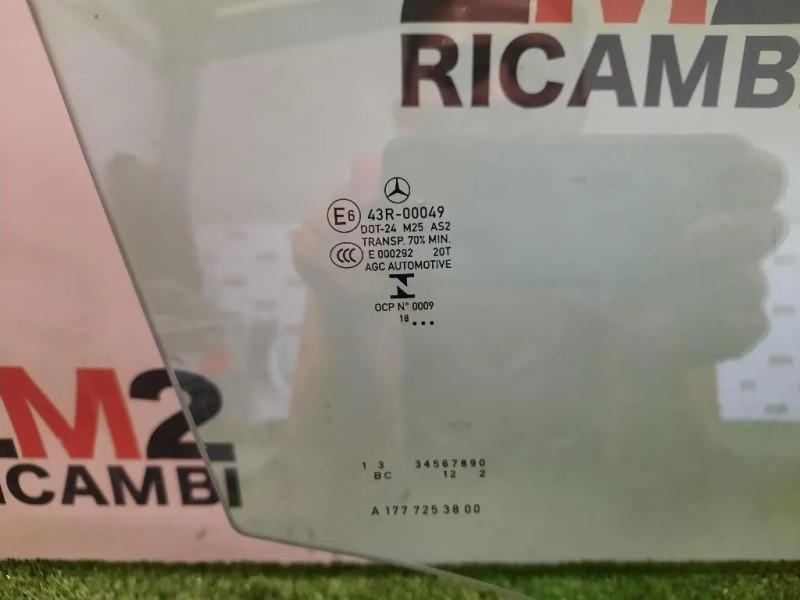 M2
RICAMBI
E6 43R-00049
DOT-24 M25 AS2
TRANSP. 70% MIN.
CCC E 000292 20T
AGC AUTOMOTIVE
N
OCP N° 0009
18 ...
M2
RICAMBI
1 3 34567890
BC 12 2
A 177 725 38 00